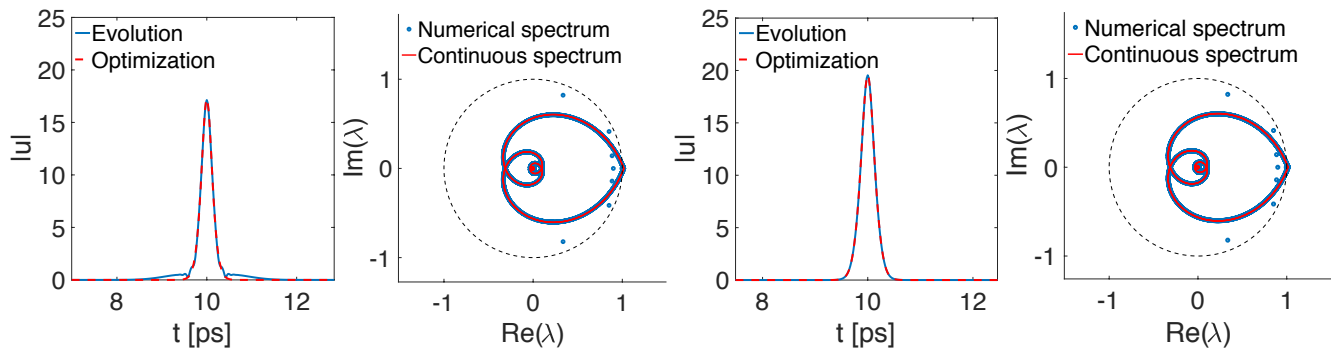 25
20
15
10
5
0
|u|
Evolution
Optimization
8
10
12
t [ps]
Numerical spectrum
Continuous spectrum
1
0
-1
Im(λ)
-1
0
1
Re(λ)
25
20
15
10
5
0
|u|
Evolution
Optimization
8
10
12
t [ps]
Numerical spectrum
Continuous spectrum
1
0
-1
Im(λ)
-1
0
1
Re(λ)